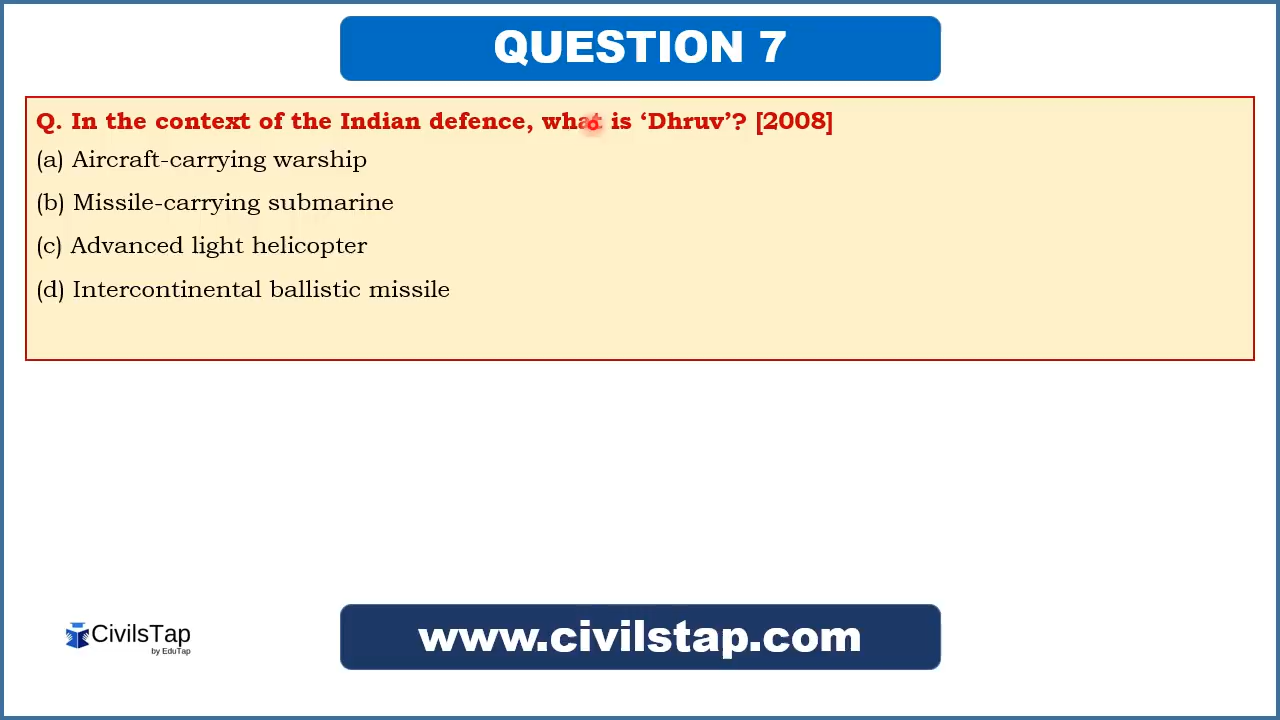 QUESTION 7
Q. In the context of the Indian defence, what is ‘Dhruv’? [2008]
(a) Aircraft-carrying warship
(b) Missile-carrying submarine
(c) Advanced light helicopter
(d) Intercontinental ballistic missile
CivilsTap
by EduTap
www.civilstap.com